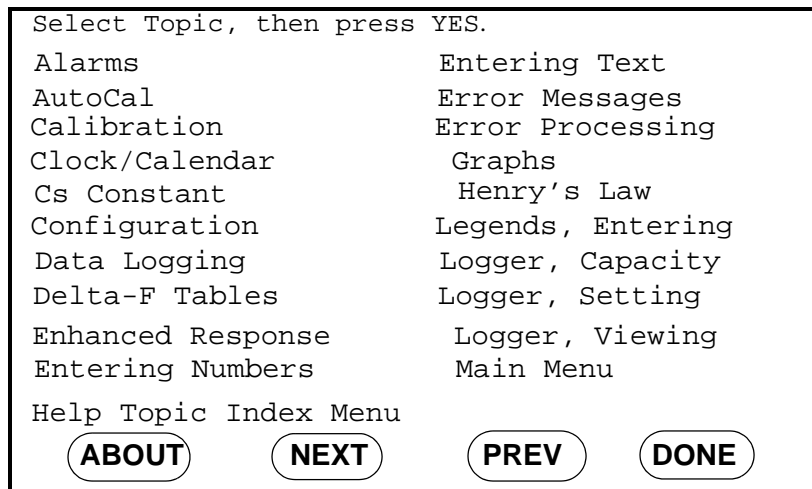 Select Topic, then press YES.
Alarms Entering Text
AutoCal Error Messages
Calibration Error Processing
Clock/Calendar Graphs
Cs Constant Henry's Law
Configuration Legends, Entering
Data Logging Logger, Capacity
Delta-F Tables Logger, Setting
Enhanced Response Logger, Viewing
Entering Numbers Main Menu
Help Topic Index Menu
ABOUT NEXT PREV DONE